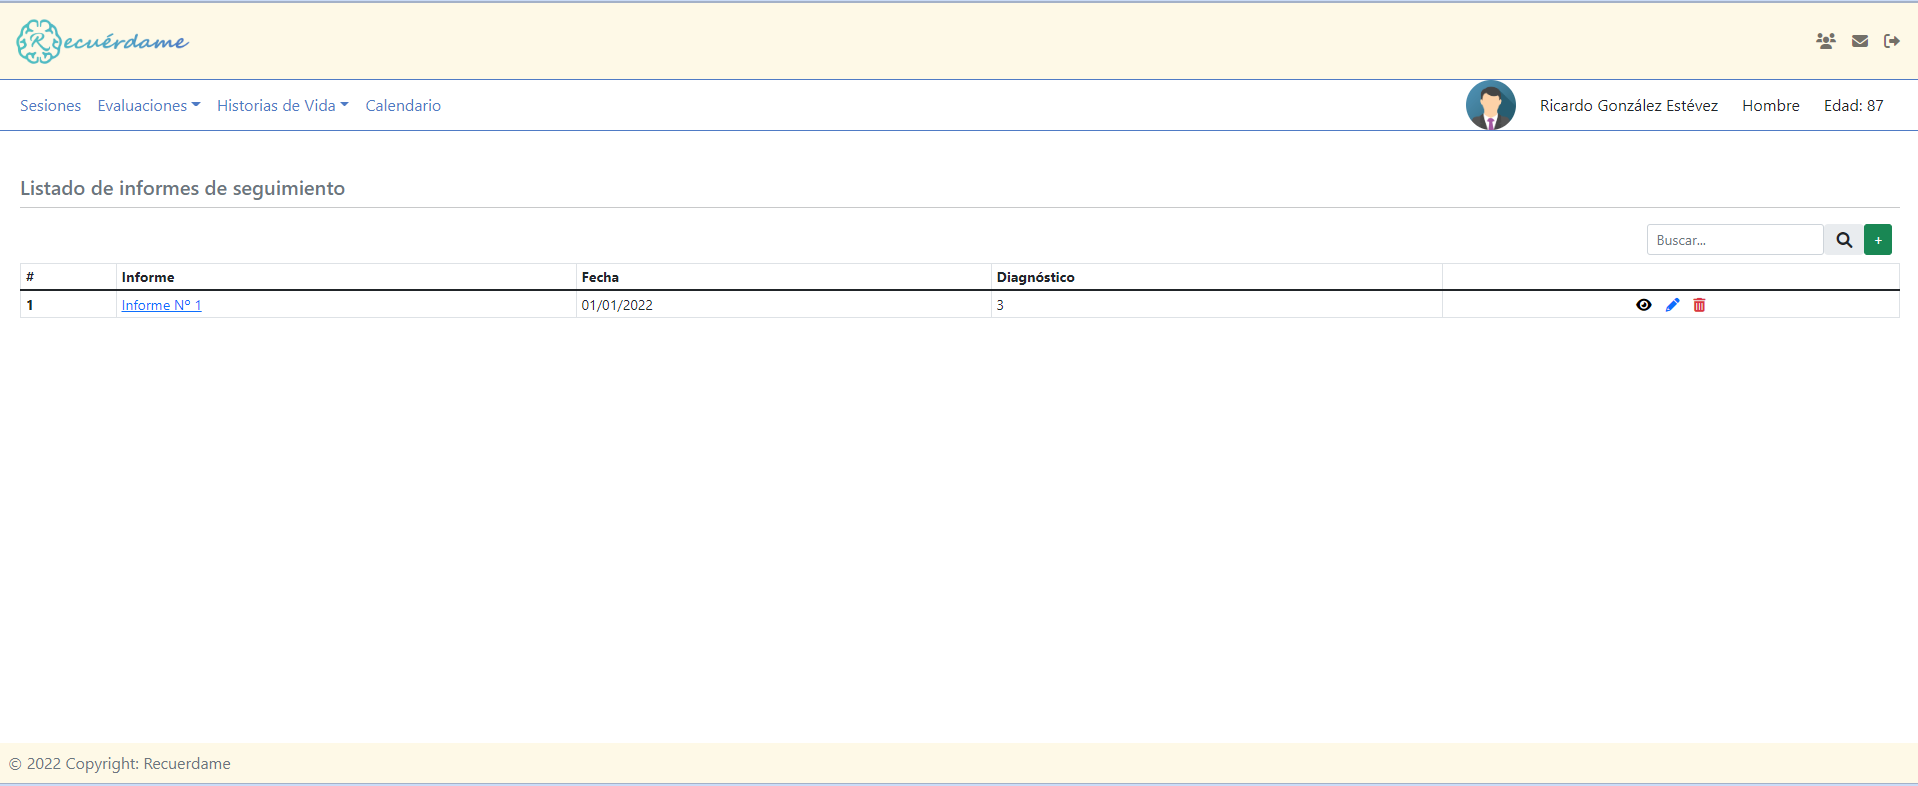 Recuérdame
Sesiones Evaluaciones Historias de Vida Calendario Ricardo González Estévez Hombre Edad: 87
Listado de informes de seguimiento
Buscar... +
# Informe Fecha Diagnóstico
1 Informe Nº 1 01/01/2022 3
© 2022 Copyright: Recuerdame